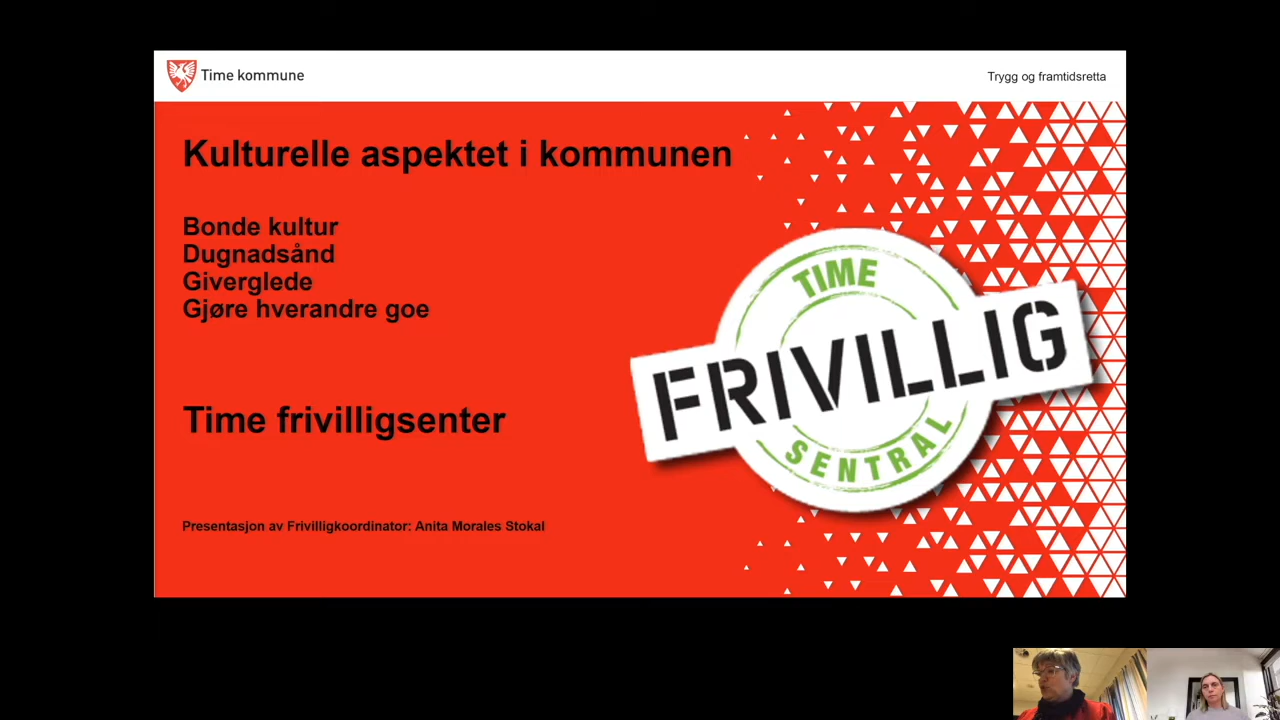 Time kommune
Trygg og framtidsretta
Kulturelle aspektet i kommunen
Bonde kultur
Dugnadsånd
Giverglede
Gjøre hverandre goe
TIME
FRIVILLIG
SENTRAL
Time frivilligsenter
Presentasjon av Frivilligkoordinator: Anita Morales Stokal